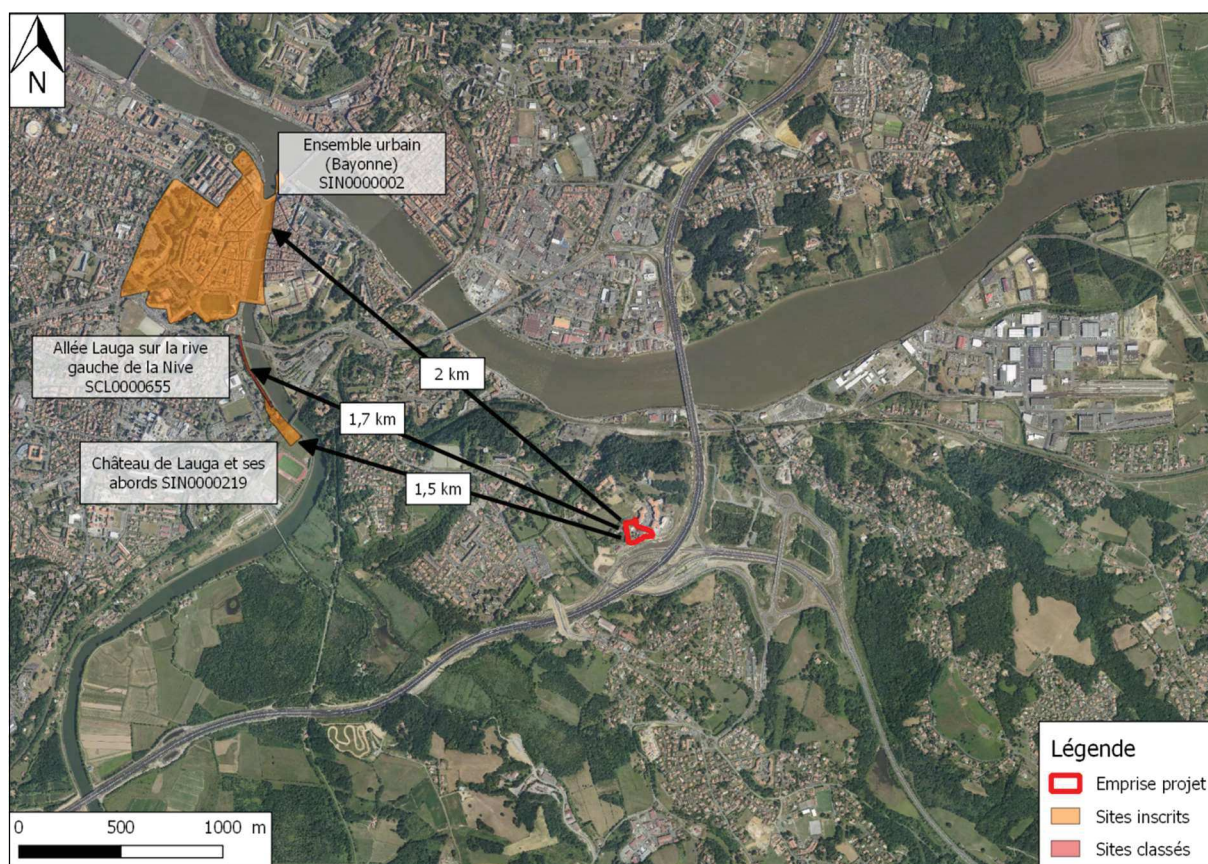 N
Ensemble urbain
(Bayonne)
SIN0000002
Allée Lauga sur la rive
gauche de la Nive
SCL0000655
2 km
1,7 km
Château de Lauga et ses
abords SIN0000219
1,5 km
Légende
Emprise projet
Sites inscrits
Sites classés
0 500 1000 m